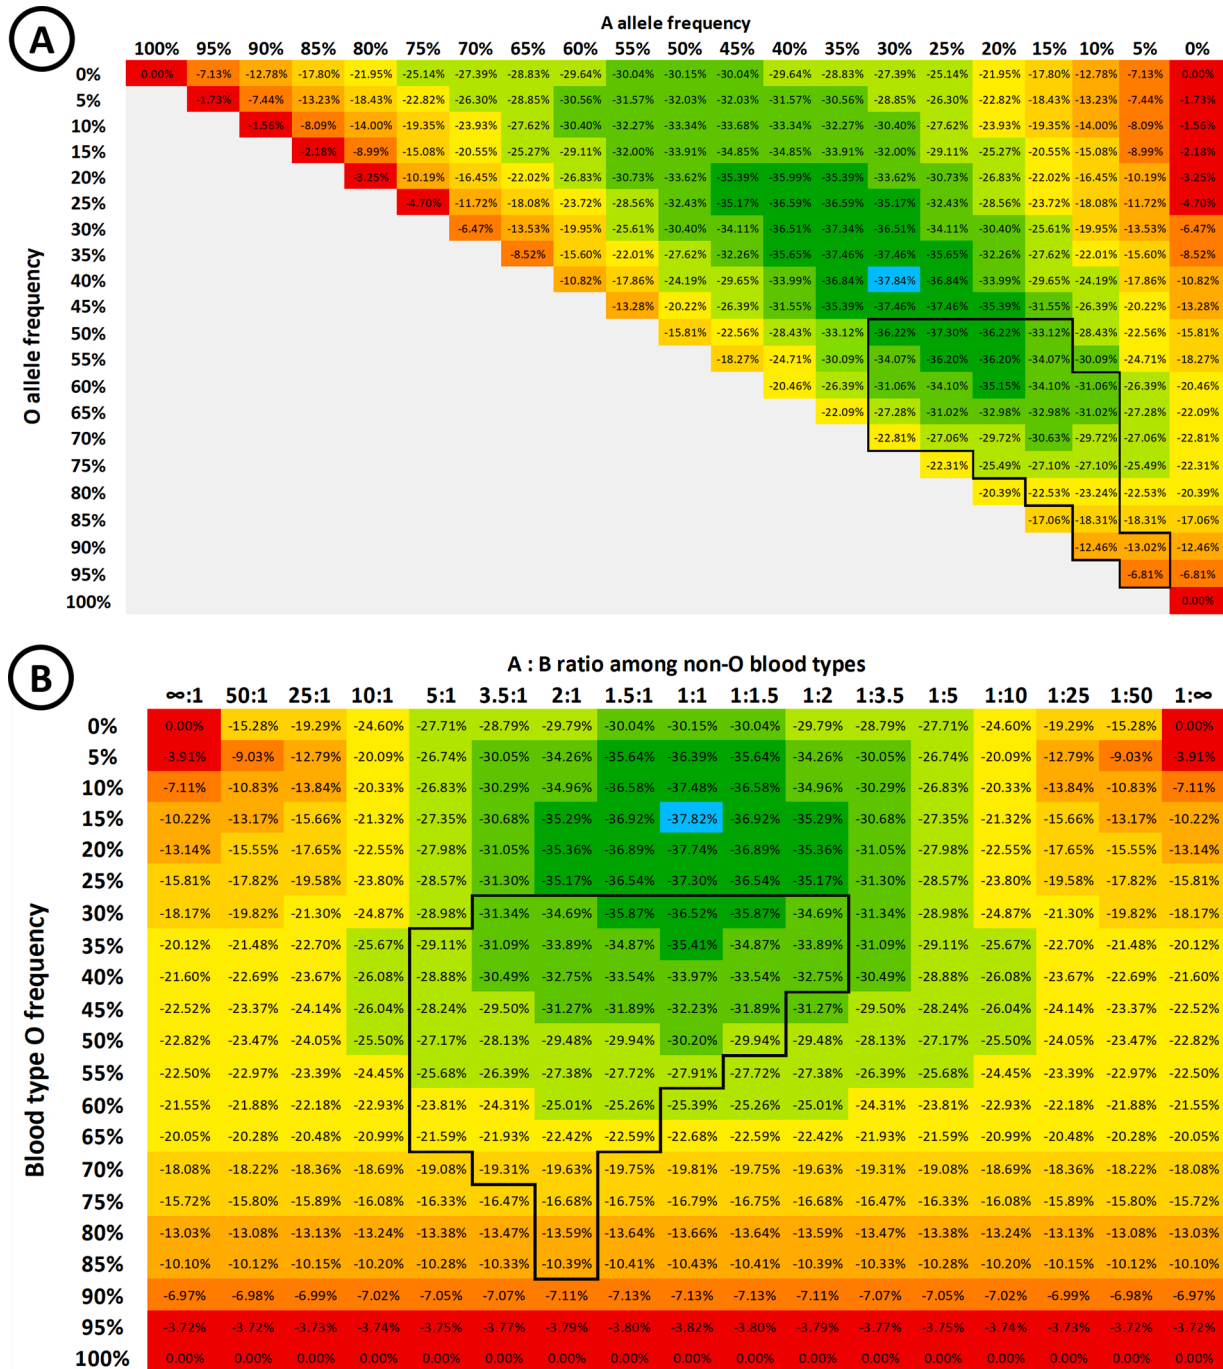 A
A allele frequency
100% 95% 90% 85% 80% 75% 70% 65% 60% 55% 50% 45% 40% 35% 30% 25% 20% 15% 10% 5% 0%
O allele frequency
0% 0.00% -7.13% -12.78% -17.80% -21.95% -25.14% -27.39% -28.83% -29.64% -30.04% -30.15% -30.04% -29.64% -28.83% -27.39% -25.14% -21.95% -17.80% -12.78% -7.13% 0.00%
5% -1.73% -7.44% -13.23% -18.43% -22.82% -26.30% -28.85% -30.56% -31.57% -32.03% -32.03% -31.57% -30.56% -28.85% -26.30% -22.82% -18.43% -13.23% -7.44% -1.73%
10% -1.56% -8.09% -14.00% -19.35% -23.93% -27.62% -30.40% -32.27% -33.34% -33.68% -33.34% -32.27% -30.40% -27.62% -23.93% -19.35% -14.00% -8.09% -1.56%
15% -2.18% -8.99% -15.08% -20.55% -25.27% -29.11% -32.00% -33.91% -34.85% -34.85% -33.91% -32.00% -29.11% -25.27% -20.55% -15.08% -8.99% -2.18%
20% -3.25% -10.19% -16.45% -22.02% -26.83% -30.73% -33.62% -35.39% -35.99% -35.39% -33.62% -30.73% -26.83% -22.02% -16.45% -10.19% -3.25%
25% -4.70% -11.72% -18.08% -23.72% -28.56% -32.43% -35.17% -36.59% -36.59% -35.17% -32.43% -28.56% -23.72% -18.08% -11.72% -4.70%
30% -6.47% -13.53% -19.95% -25.61% -30.40% -34.11% -36.51% -37.34% -36.51% -34.11% -30.40% -25.61% -19.95% -13.53% -6.47%
35% -8.52% -15.60% -22.01% -27.62% -32.26% -35.65% -37.46% -37.46% -35.65% -32.26% -27.62% -22.01% -15.60% -8.52%
40% -10.82% -17.86% -24.19% -29.65% -33.99% -36.84% -37.84% -36.84% -33.99% -29.65% -24.19% -17.86% -10.82%
45% -13.28% -20.22% -26.39% -31.55% -35.39% -37.46% -37.46% -35.39% -31.55% -26.39% -20.22% -13.28%
50% -15.81% -22.56% -28.43% -33.12% -36.22% -37.30% -36.22% -33.12% -28.43% -22.56% -15.81%
55% -18.27% -24.71% -30.09% -34.07% -36.20% -36.20% -34.07% -30.09% -24.71% -18.27%
60% -20.46% -26.39% -31.06% -34.10% -35.15% -34.10% -31.06% -26.39% -20.46%
65% -22.09% -27.28% -31.02% -32.98% -32.98% -31.02% -27.28% -22.09%
70% -22.81% -27.06% -29.72% -30.63% -29.72% -27.06% -22.81%
75% -22.31% -25.49% -27.10% -27.10% -25.49% -22.31%
80% -20.39% -22.53% -23.24% -22.53% -20.39%
85% -17.06% -18.31% -18.31% -17.06%
90% -12.46% -13.02% -12.46%
95% -6.81% -6.81%
100% 0.00%
B
A : B ratio among non-O blood types
∞:1 50:1 25:1 10:1 5:1 3.5:1 2:1 1.5:1 1:1 1:1.5 1:2 1:3.5 1:5 1:10 1:25 1:50 1:∞
Blood type O frequency
0% 0.00% -15.28% -19.29% -24.60% -27.71% -28.79% -29.79% -30.04% -30.15% -30.04% -29.79% -28.79% -27.71% -24.60% -19.29% -15.28% 0.00%
5% -3.91% -9.03% -12.79% -20.09% -26.74% -30.05% -34.26% -35.64% -36.39% -35.64% -34.26% -30.05% -26.74% -20.09% -12.79% -9.03% -3.91%
10% -7.11% -10.83% -13.84% -20.33% -26.83% -30.29% -34.96% -36.58% -37.48% -36.58% -34.96% -30.29% -26.83% -20.33% -13.84% -10.83% -7.11%
15% -10.22% -13.17% -15.66% -21.32% -27.35% -30.68% -35.29% -36.92% -37.82% -36.92% -35.29% -30.68% -27.35% -21.32% -15.66% -13.17% -10.22%
20% -13.14% -15.55% -17.65% -22.55% -27.98% -31.05% -35.36% -36.89% -37.74% -36.89% -35.36% -31.05% -27.98% -22.55% -17.65% -15.55% -13.14%
25% -15.81% -17.82% -19.58% -23.80% -28.57% -31.30% -35.17% -36.54% -37.30% -36.54% -35.17% -31.30% -28.57% -23.80% -19.58% -17.82% -15.81%
30% -18.17% -19.82% -21.30% -24.87% -28.98% -31.34% -34.69% -35.87% -36.52% -35.87% -34.69% -31.34% -28.98% -24.87% -21.30% -19.82% -18.17%
35% -20.12% -21.48% -22.70% -25.67% -29.11% -31.09% -33.89% -34.87% -35.41% -34.87% -33.89% -31.09% -29.11% -25.67% -22.70% -21.48% -20.12%
40% -21.60% -22.69% -23.67% -26.08% -28.88% -30.49% -32.75% -33.54% -33.97% -33.54% -32.75% -30.49% -28.88% -26.08% -23.67% -22.69% -21.60%
45% -22.52% -23.37% -24.14% -26.04% -28.24% -29.50% -31.27% -31.89% -32.23% -31.89% -31.27% -29.50% -28.24% -26.04% -24.14% -23.37% -22.52%
50% -22.82% -23.47% -24.05% -25.50% -27.17% -28.13% -29.48% -29.94% -30.20% -29.94% -29.48% -28.13% -27.17% -25.50% -24.05% -23.47% -22.82%
55% -22.50% -22.97% -23.39% -24.45% -25.68% -26.39% -27.38% -27.72% -27.91% -27.72% -27.38% -26.39% -25.68% -24.45% -23.39% -22.97% -22.50%
60% -21.55% -21.88% -22.18% -22.93% -23.81% -24.31% -25.01% -25.26% -25.39% -25.26% -25.01% -24.31% -23.81% -22.93% -22.18% -21.88% -21.55%
65% -20.05% -20.28% -20.48% -20.99% -21.59% -21.93% -22.42% -22.59% -22.68% -22.59% -22.42% -21.93% -21.59% -20.99% -20.48% -20.28% -20.05%
70% -18.08% -18.22% -18.36% -18.69% -19.08% -19.31% -19.63% -19.75% -19.81% -19.75% -19.63% -19.31% -19.08% -18.69% -18.36% -18.22% -18.08%
75% -15.72% -15.80% -15.89% -16.08% -16.33% -16.47% -16.68% -16.75% -16.79% -16.75% -16.68% -16.47% -16.33% -16.08% -15.89% -15.80% -15.72%
80% -13.03% -13.08% -13.13% -13.24% -13.38% -13.47% -13.59% -13.64% -13.66% -13.64% -13.59% -13.47% -13.38% -13.24% -13.13% -13.08% -13.03%
85% -10.10% -10.12% -10.15% -10.20% -10.28% -10.33% -10.39% -10.41% -10.43% -10.41% -10.39% -10.33% -10.28% -10.20% -10.15% -10.12% -10.10%
90% -6.97% -6.98% -6.99% -7.02% -7.05% -7.07% -7.11% -7.13% -7.13% -7.13% -7.11% -7.07% -7.05% -7.02% -6.99% -6.98% -6.97%
95% -3.72% -3.72% -3.73% -3.74% -3.75% -3.77% -3.79% -3.80% -3.82% -3.80% -3.79% -3.77% -3.75% -3.74% -3.73% -3.72% -3.72%
100% 0.00% 0.00% 0.00% 0.00% 0.00% 0.00% 0.00% 0.00% 0.00% 0.00% 0.00% 0.00% 0.00% 0.00% 0.00% 0.00% 0.00%